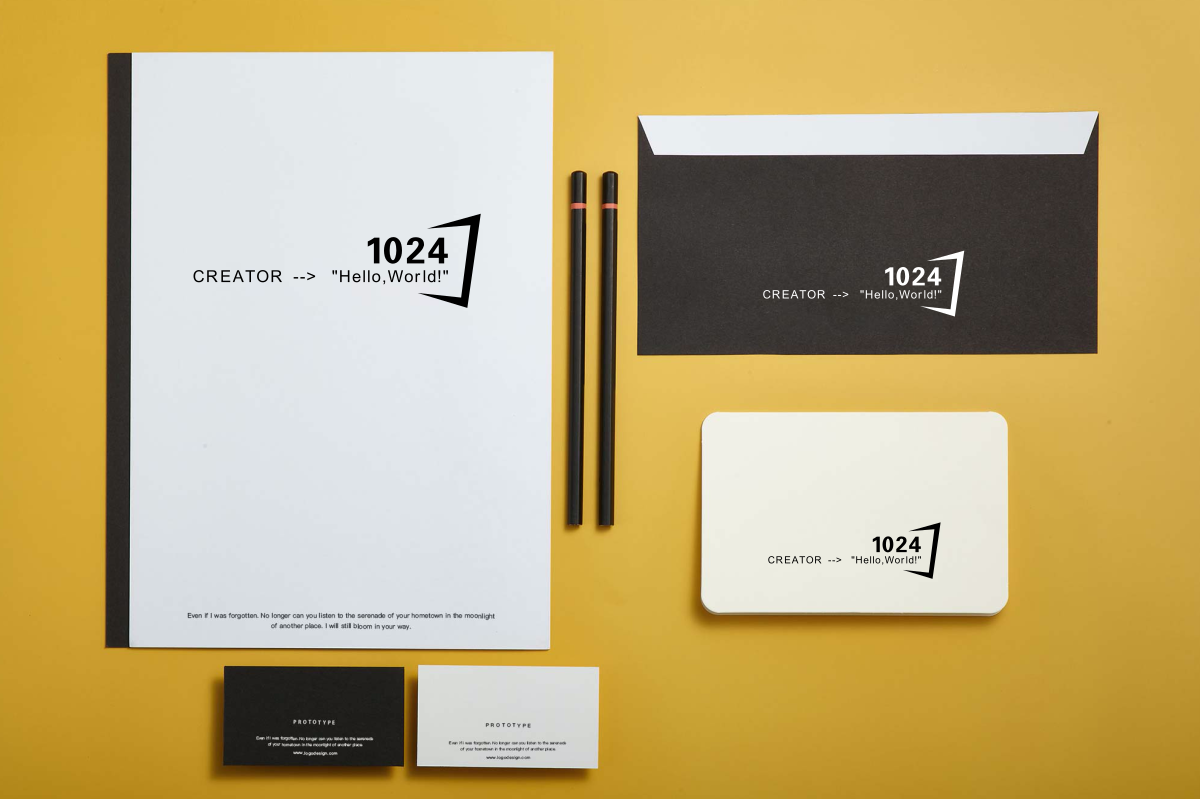 1024
CREATOR --> "Hello,World!"
Even if I was forgotten. No longer can you listen to the serenade of your hometown in the moonlight
of another place. I will still bloom in your way.
1024
CREATOR --> "Hello,World!"
1024
CREATOR --> "Hello,World!"
PROTOTYPE
Even if I was forgotten. No longer can you listen to the serenade
of your hometown in the moonlight of another place.
www.logodesign.com
PROTOTYPE
Even if I was forgotten. No longer can you listen to the serenade
of your hometown in the moonlight of another place.
www.logodesign.com